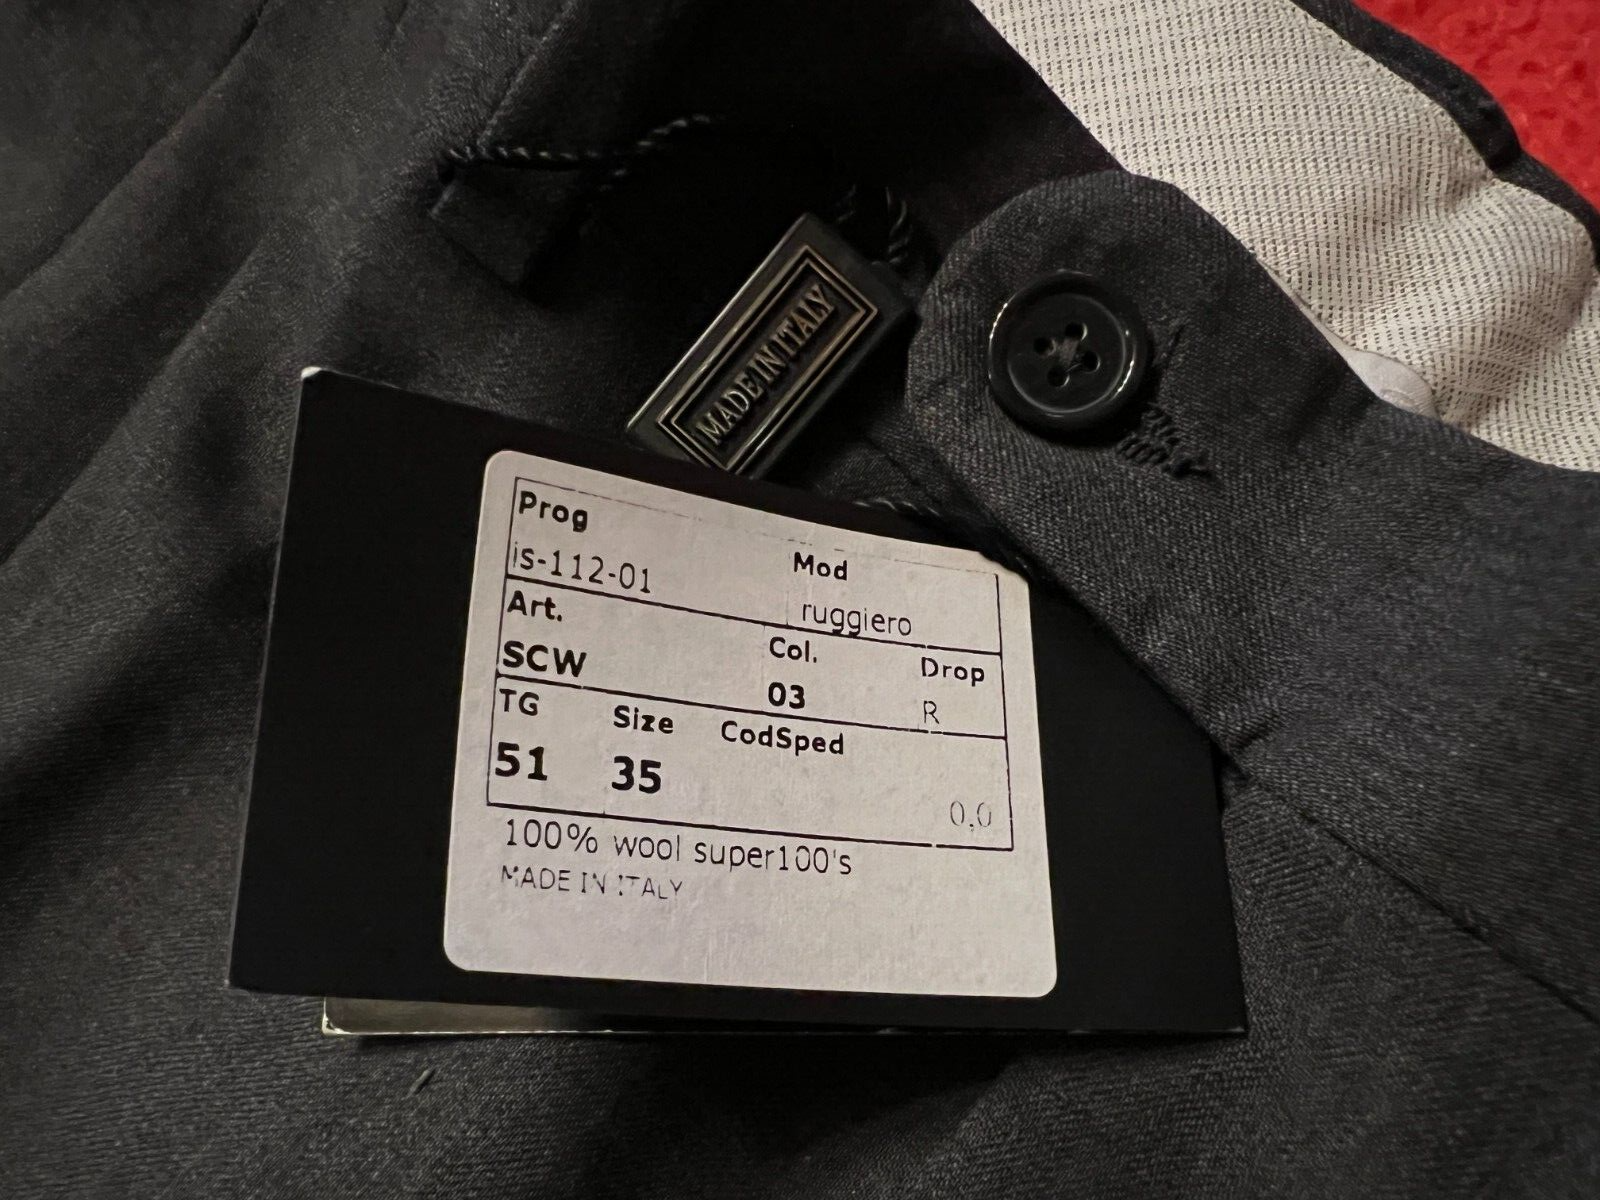 MADE IN ITALY
Prog
is-112-01
Mod
ruggiero
Art.
SCW
Col.
03
Drop
R
TG
51
Size
35
CodSped
0,0
100% wool super100's
MADE IN ITALY